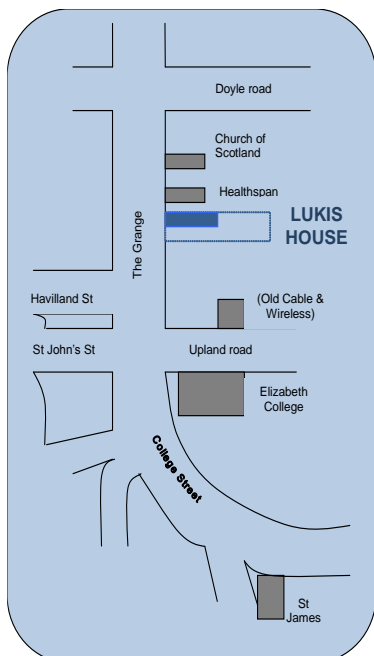 Doyle road
Church of
Scotland
Healthspan
LUKIS
HOUSE
The Grange
Havilland St
(Old Cable &
Wireless)
St John's St
Upland road
Elizabeth
College
College Street
St
James